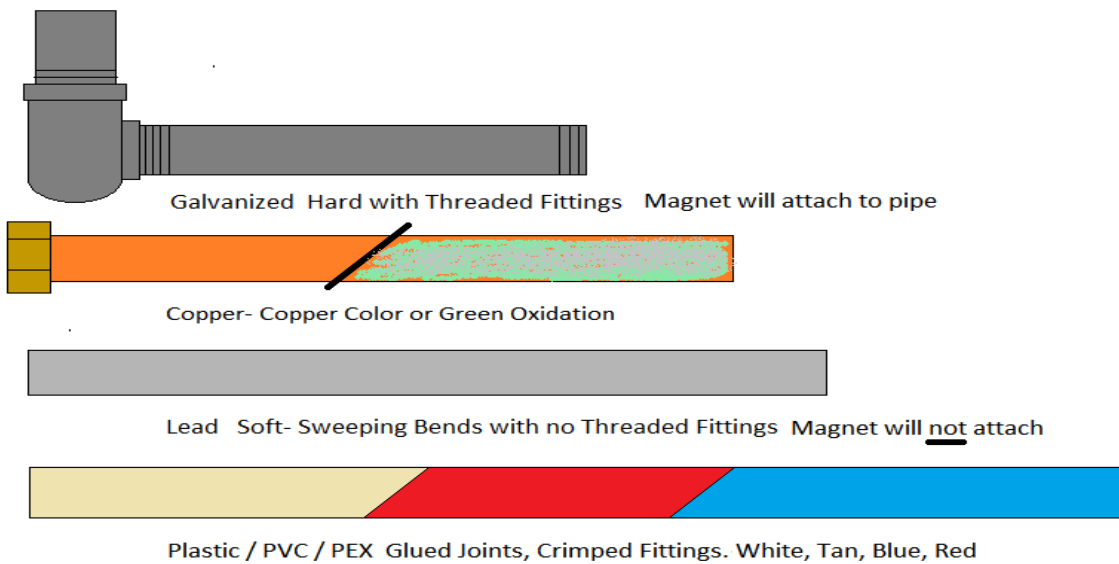 Galvanized  Hard with Threaded Fittings   Magnet will attach to pipe
Copper- Copper Color or Green Oxidation
Lead   Soft- Sweeping Bends with no Threaded Fittings  Magnet will not attach
Plastic / PVC / PEX  Glued Joints, Crimped Fittings. White, Tan, Blue, Red